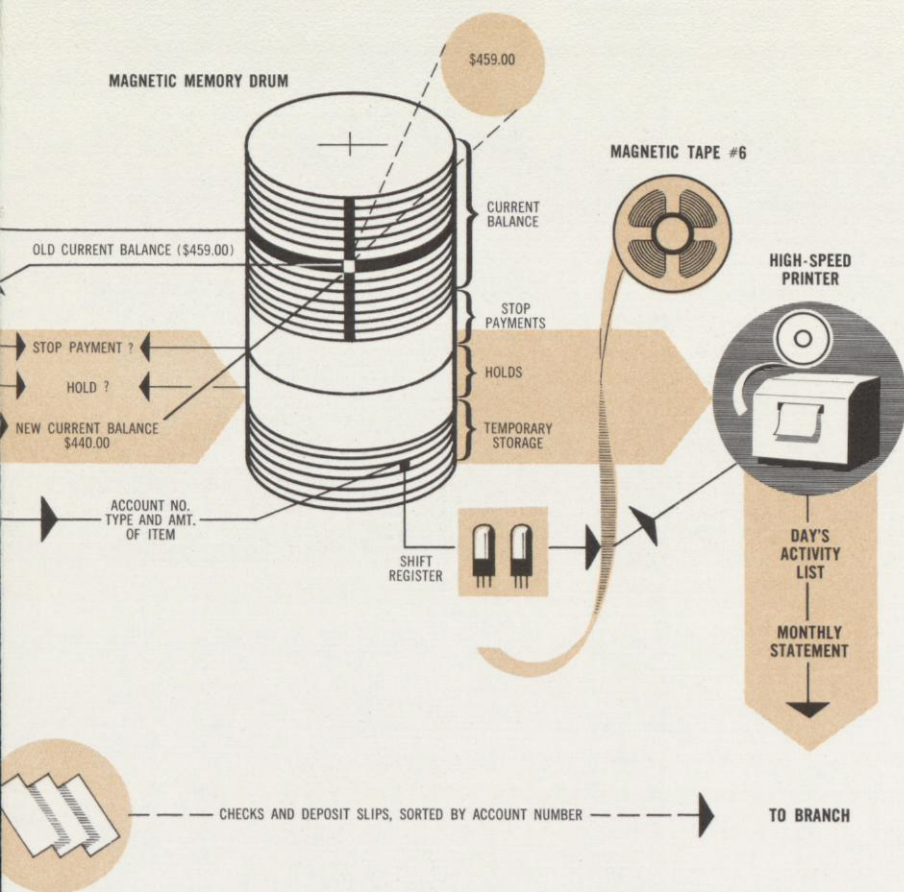 $459.00
MAGNETIC MEMORY DRUM
MAGNETIC TAPE #6
CURRENT
BALANCE
OLD CURRENT BALANCE ($459.00)
HIGH-SPEED
PRINTER
STOP
PAYMENTS
STOP PAYMENT ?
HOLDS
HOLD ?
NEW CURRENT BALANCE
$440.00
TEMPORARY
STORAGE
ACCOUNT NO.
TYPE AND AMT.
OF ITEM
SHIFT
REGISTER
DAY'S
ACTIVITY
LIST
MONTHLY
STATEMENT
CHECKS AND DEPOSIT SLIPS, SORTED BY ACCOUNT NUMBER
TO BRANCH